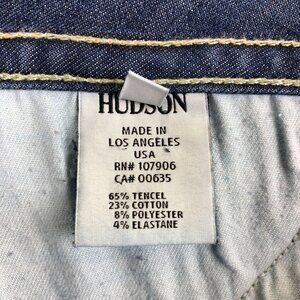 HUDSON
MADE IN
LOS ANGELES
USA
RN# 107906
CA# 00635
65% TENCEL
23% COTTON
8% POLYESTER
4% ELASTANE